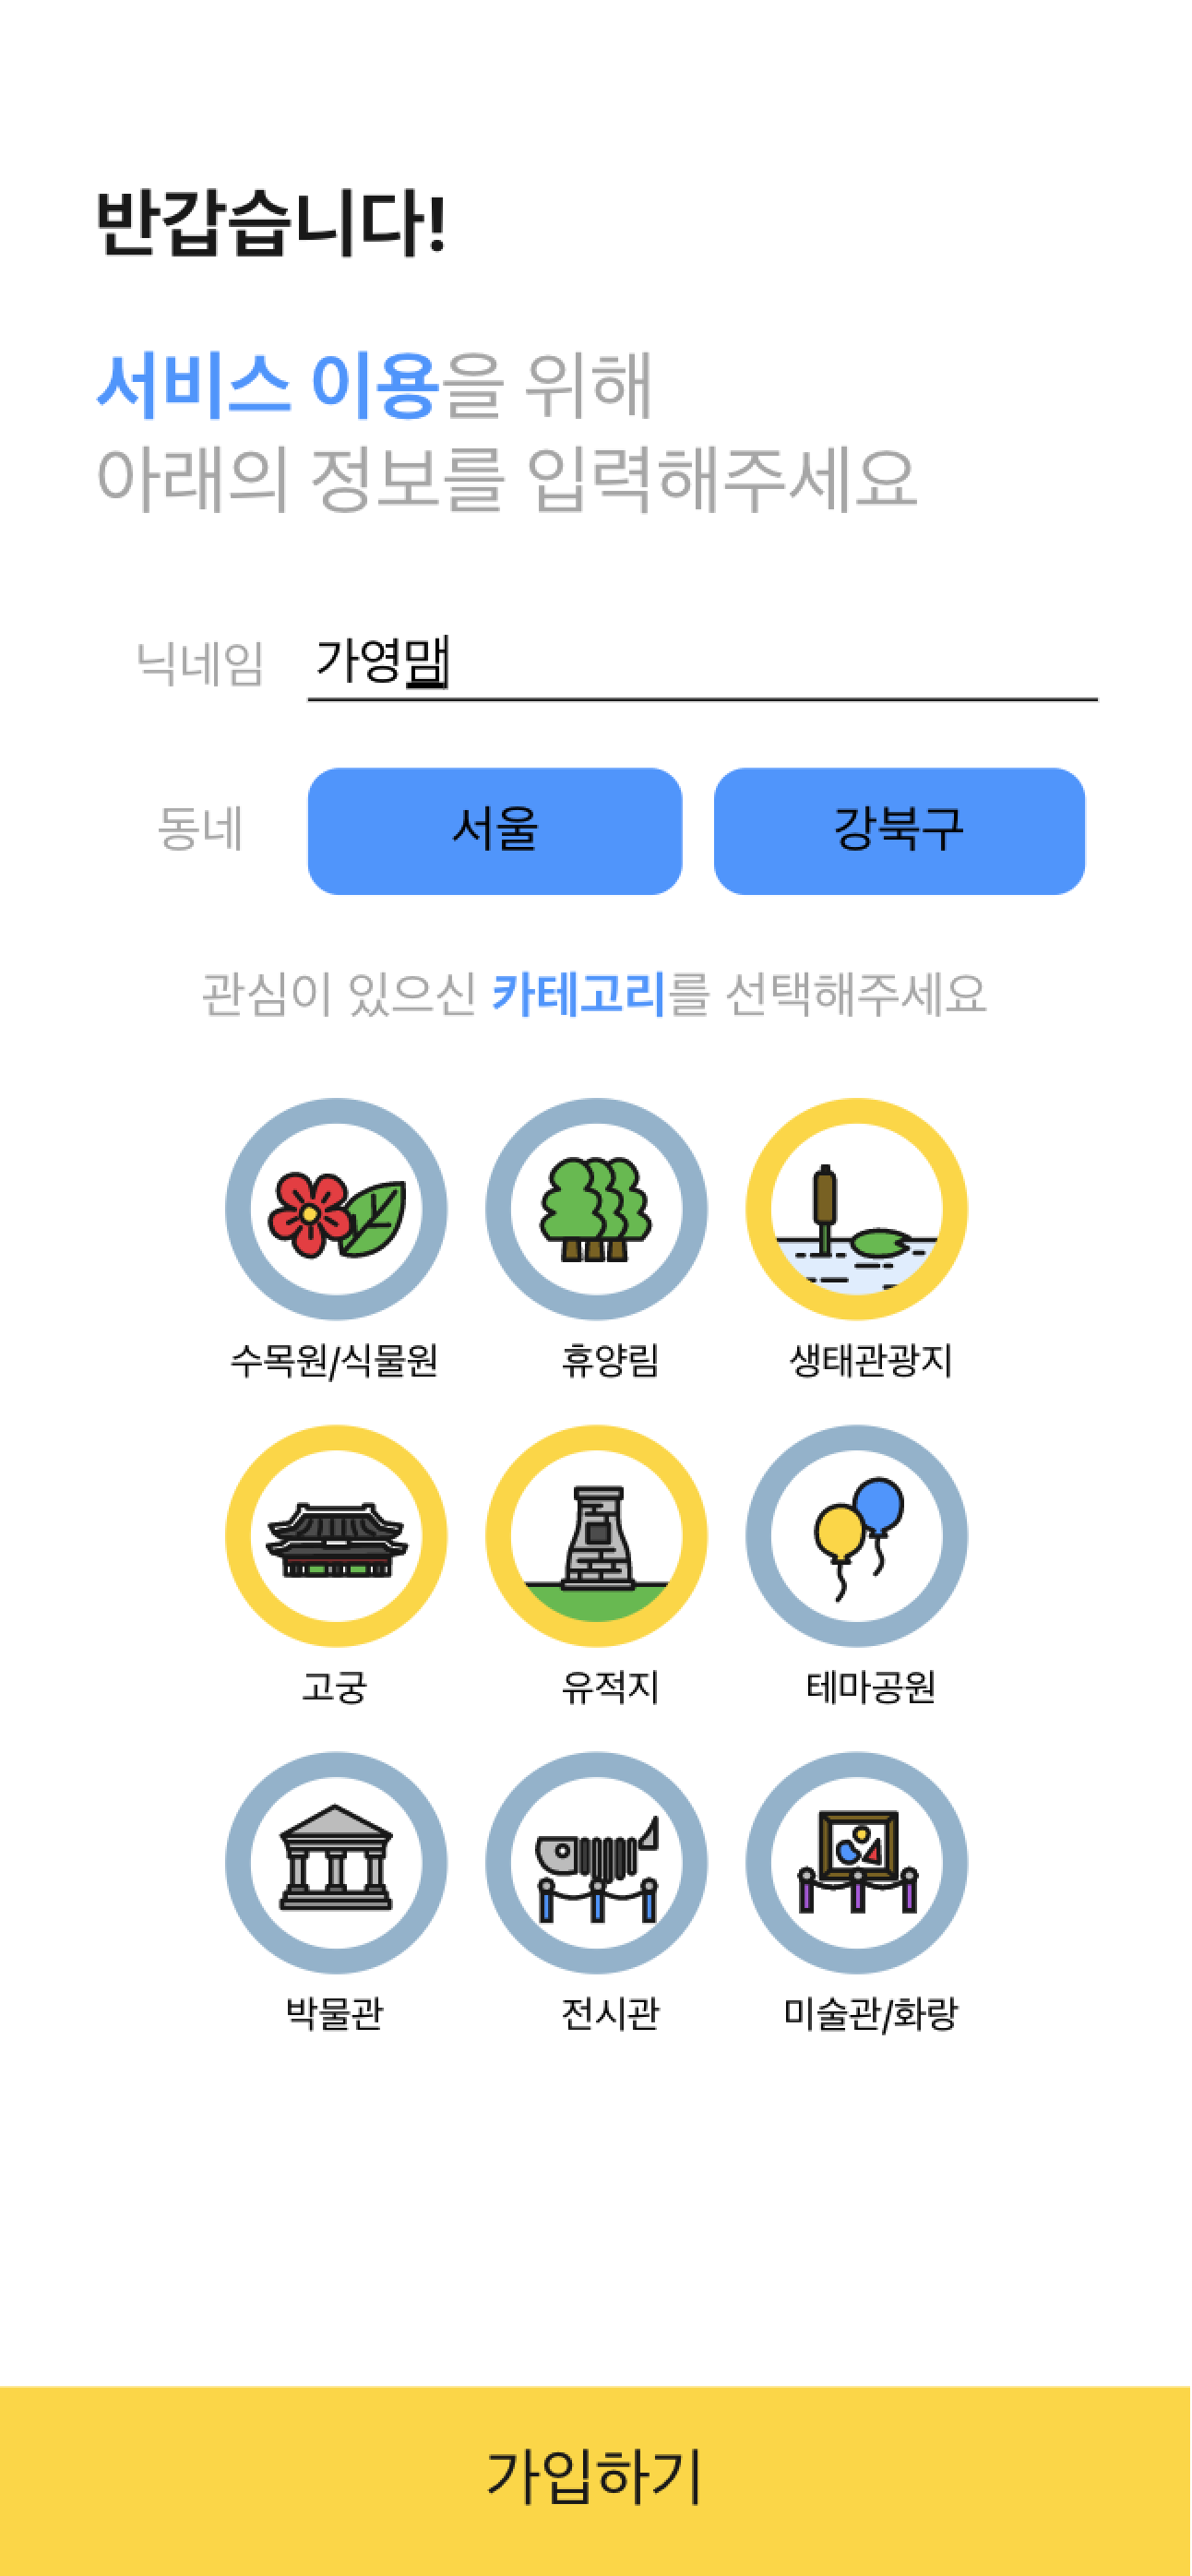 반갑습니다!
서비스 이용을 위해
아래의 정보를 입력해주세요
닉네임 가영맴
동네 서울 강북구
관심이 있으신 카테고리를 선택해주세요
수목원/식물원 휴양림 생태관광지
고궁 유적지 테마공원
박물관 전시관 미술관/화랑
가입하기